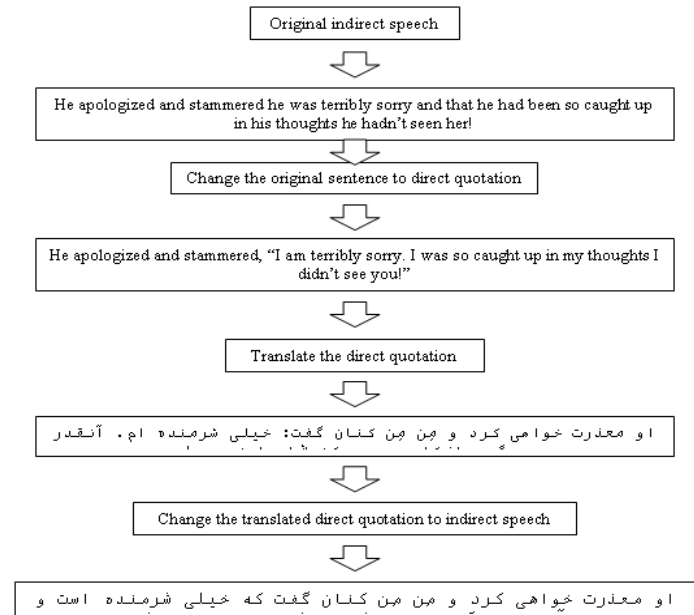 Original indirect speech
He apologized and stammered he was terribly sorry and that he had been so caught up
in his thoughts he hadn't seen her!
Change the original sentence to direct quotation
He apologized and stammered, “I am terribly sorry. I was so caught up in my thoughts I
didn't see you!”
Translate the direct quotation
او معذرت خواهی کرد و مِن مِن کنان گفت: خیلی شرمنده ام. آنقدر
Change the translated direct quotation to indirect speech
او معذرت خواهی کرد و مِن مِن کنان گفت که خیلی شرمنده است و